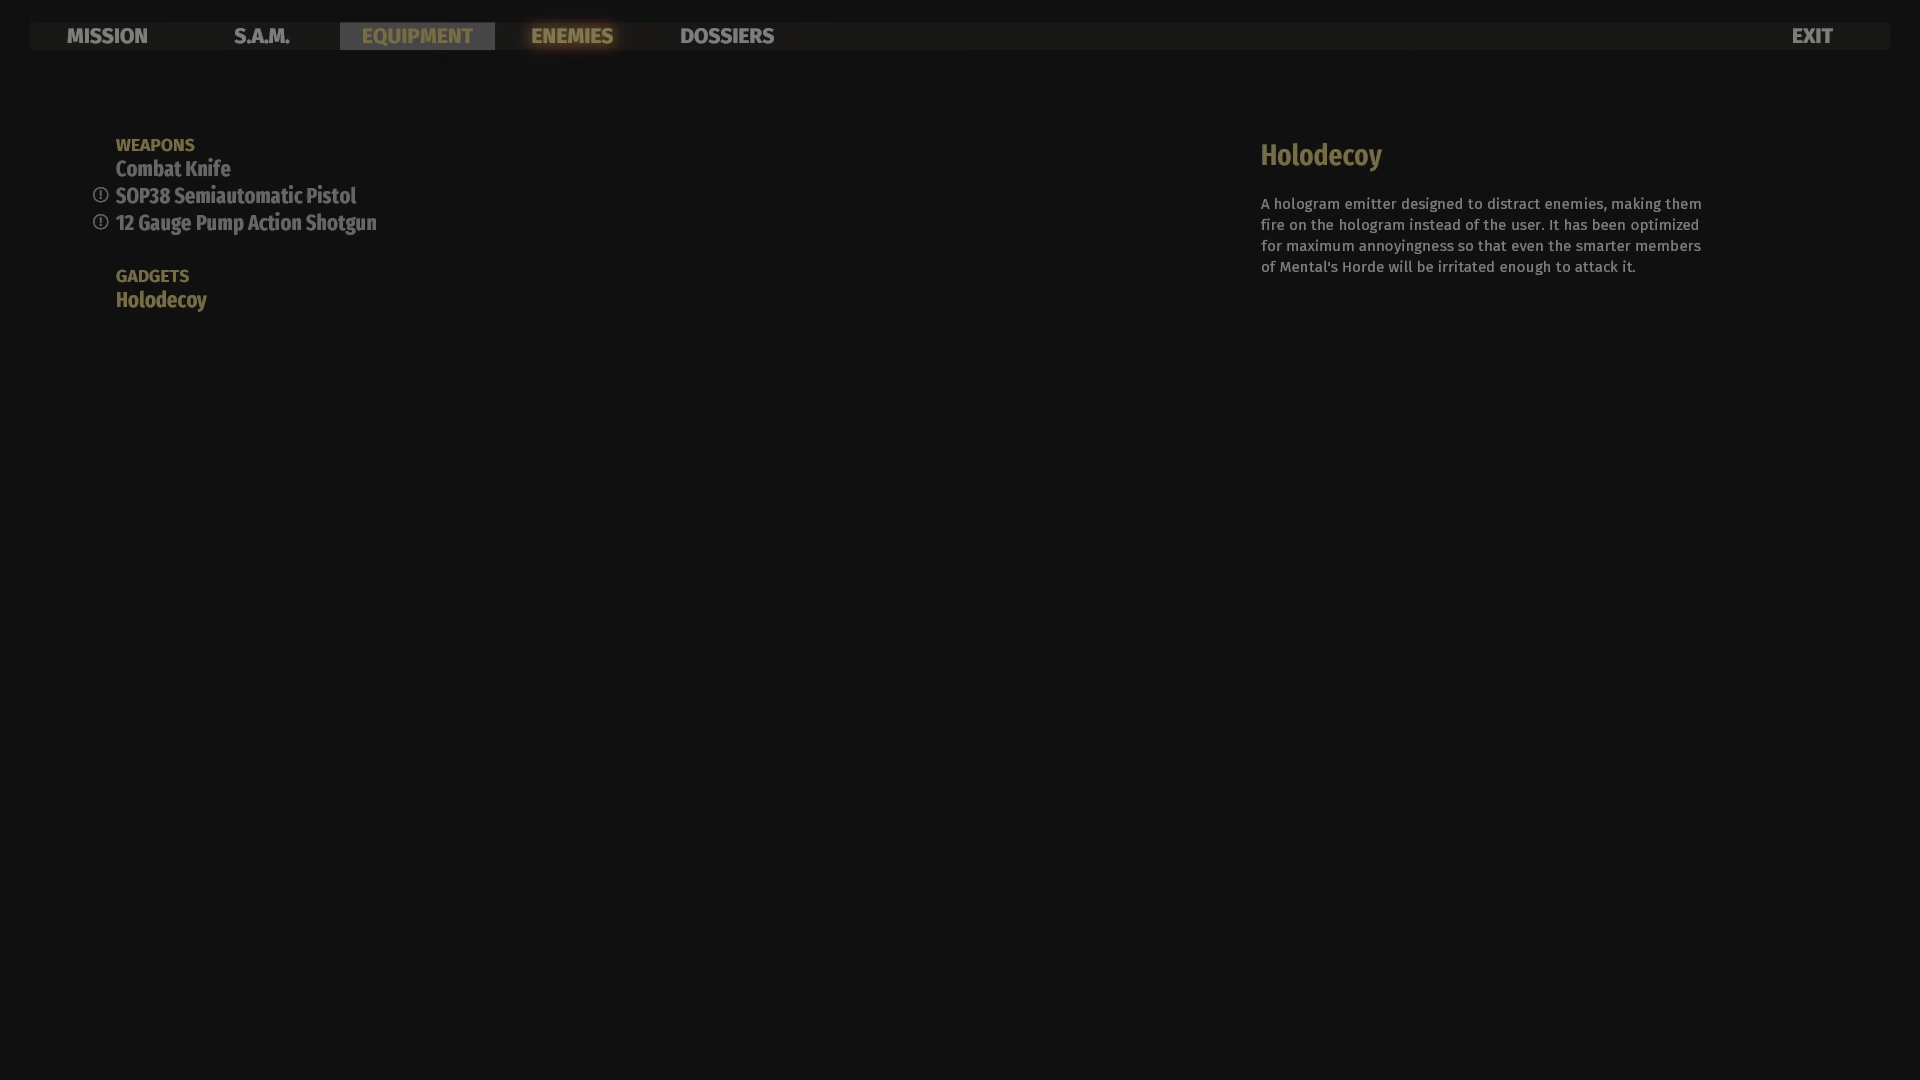 MISSION S.A.M. EQUIPMENT ENEMIES DOSSIERS EXIT
WEAPONS
Combat Knife
SOP38 Semiautomatic Pistol
12 Gauge Pump Action Shotgun
GADGETS
Holodecoy
Holodecoy
A hologram emitter designed to distract enemies, making them
fire on the hologram instead of the user. It has been optimized
for maximum annoyingness so that even the smarter members
of Mental's Horde will be irritated enough to attack it.